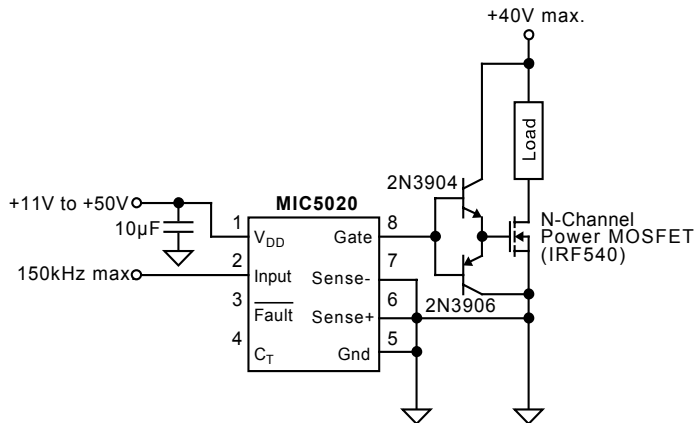 +40V max.
Load
2N3904
+11V to +50V
10µF
MIC5020
N-Channel
Power MOSFET
(IRF540)
1
VDD
Gate
8
150kHz max
2
Input
Sense-
7
2N3906
3
Fault
Sense+
6
4
CT
Gnd
5